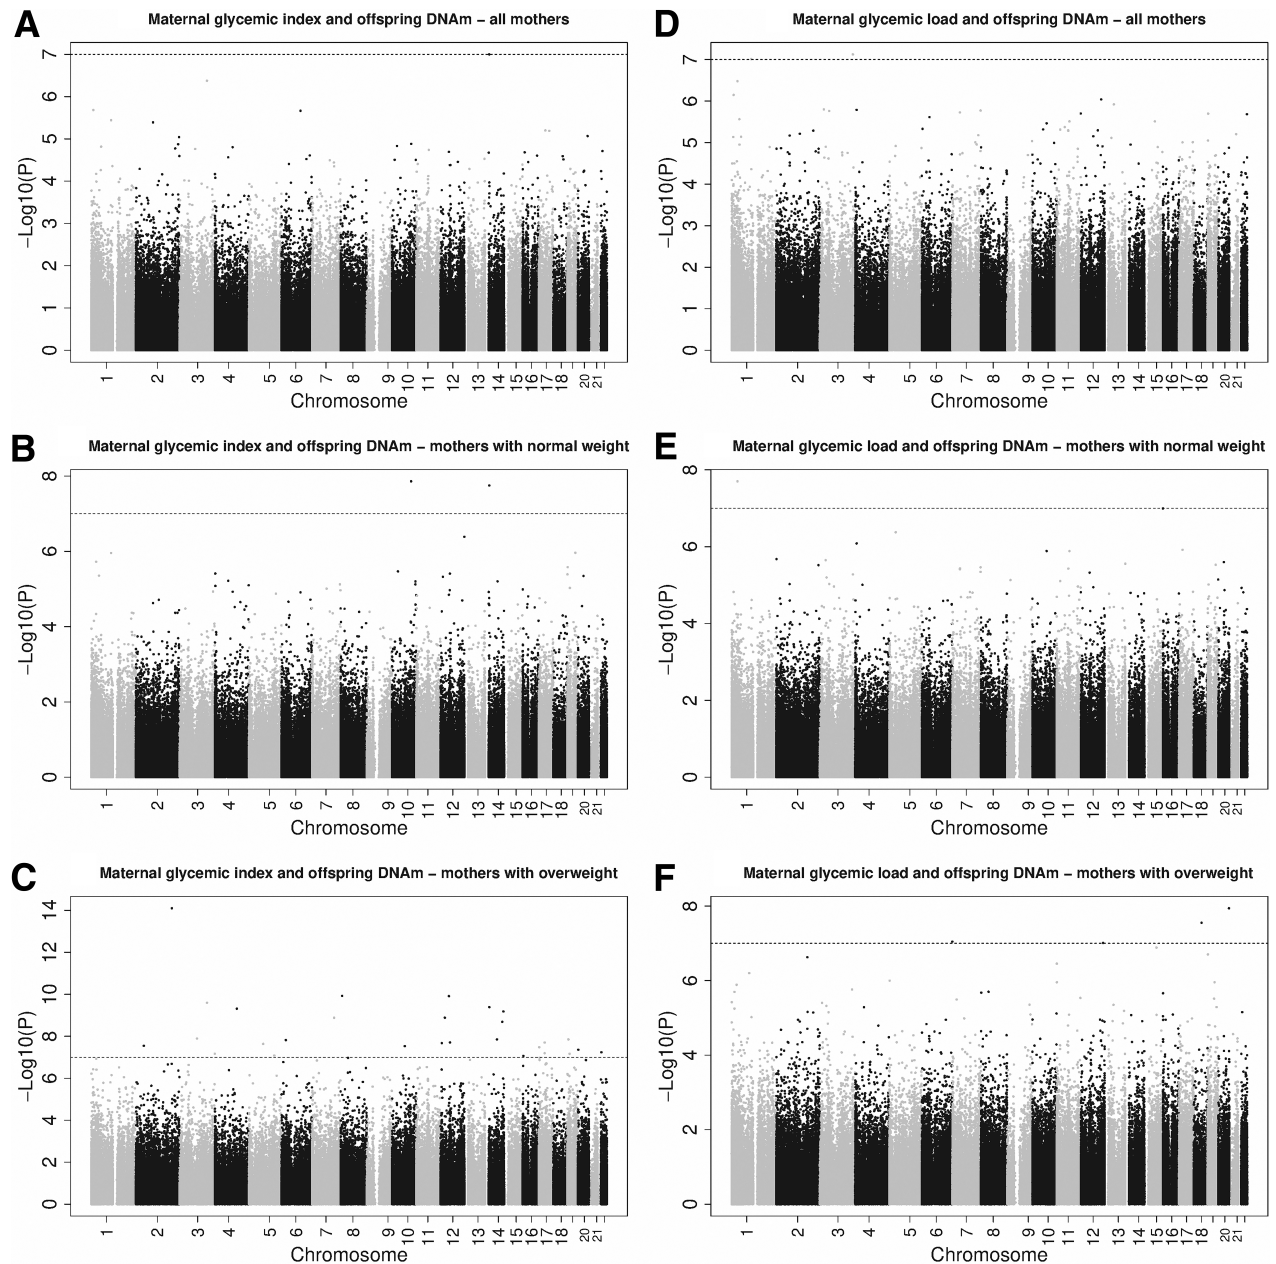 A
Maternal glycemic index and offspring DNAm − all mothers
−Log10(P)
7
6
5
4
3
2
1
0
1 2 3 4 5 6 7 8 9 10 11 12 13 14 15 16 17 18 20 21
Chromosome
D
Maternal glycemic load and offspring DNAm − all mothers
−Log10(P)
7
6
5
4
3
2
1
0
1 2 3 4 5 6 7 8 9 10 11 12 13 14 15 16 17 18 20 21
Chromosome
B
Maternal glycemic index and offspring DNAm − mothers with normal weight
−Log10(P)
8
6
4
2
0
1 2 3 4 5 6 7 8 9 10 11 12 13 14 15 16 17 18 20 21
Chromosome
E
Maternal glycemic load and offspring DNAm − mothers with normal weight
−Log10(P)
8
6
4
2
0
1 2 3 4 5 6 7 8 9 10 11 12 13 14 15 16 17 18 20 21
Chromosome
C
Maternal glycemic index and offspring DNAm − mothers with overweight
−Log10(P)
14
12
10
8
6
4
2
0
1 2 3 4 5 6 7 8 9 10 11 12 13 14 15 16 17 18 20 21
Chromosome
F
Maternal glycemic load and offspring DNAm − mothers with overweight
−Log10(P)
8
6
4
2
0
1 2 3 4 5 6 7 8 9 10 11 12 13 14 15 16 17 18 20 21
Chromosome